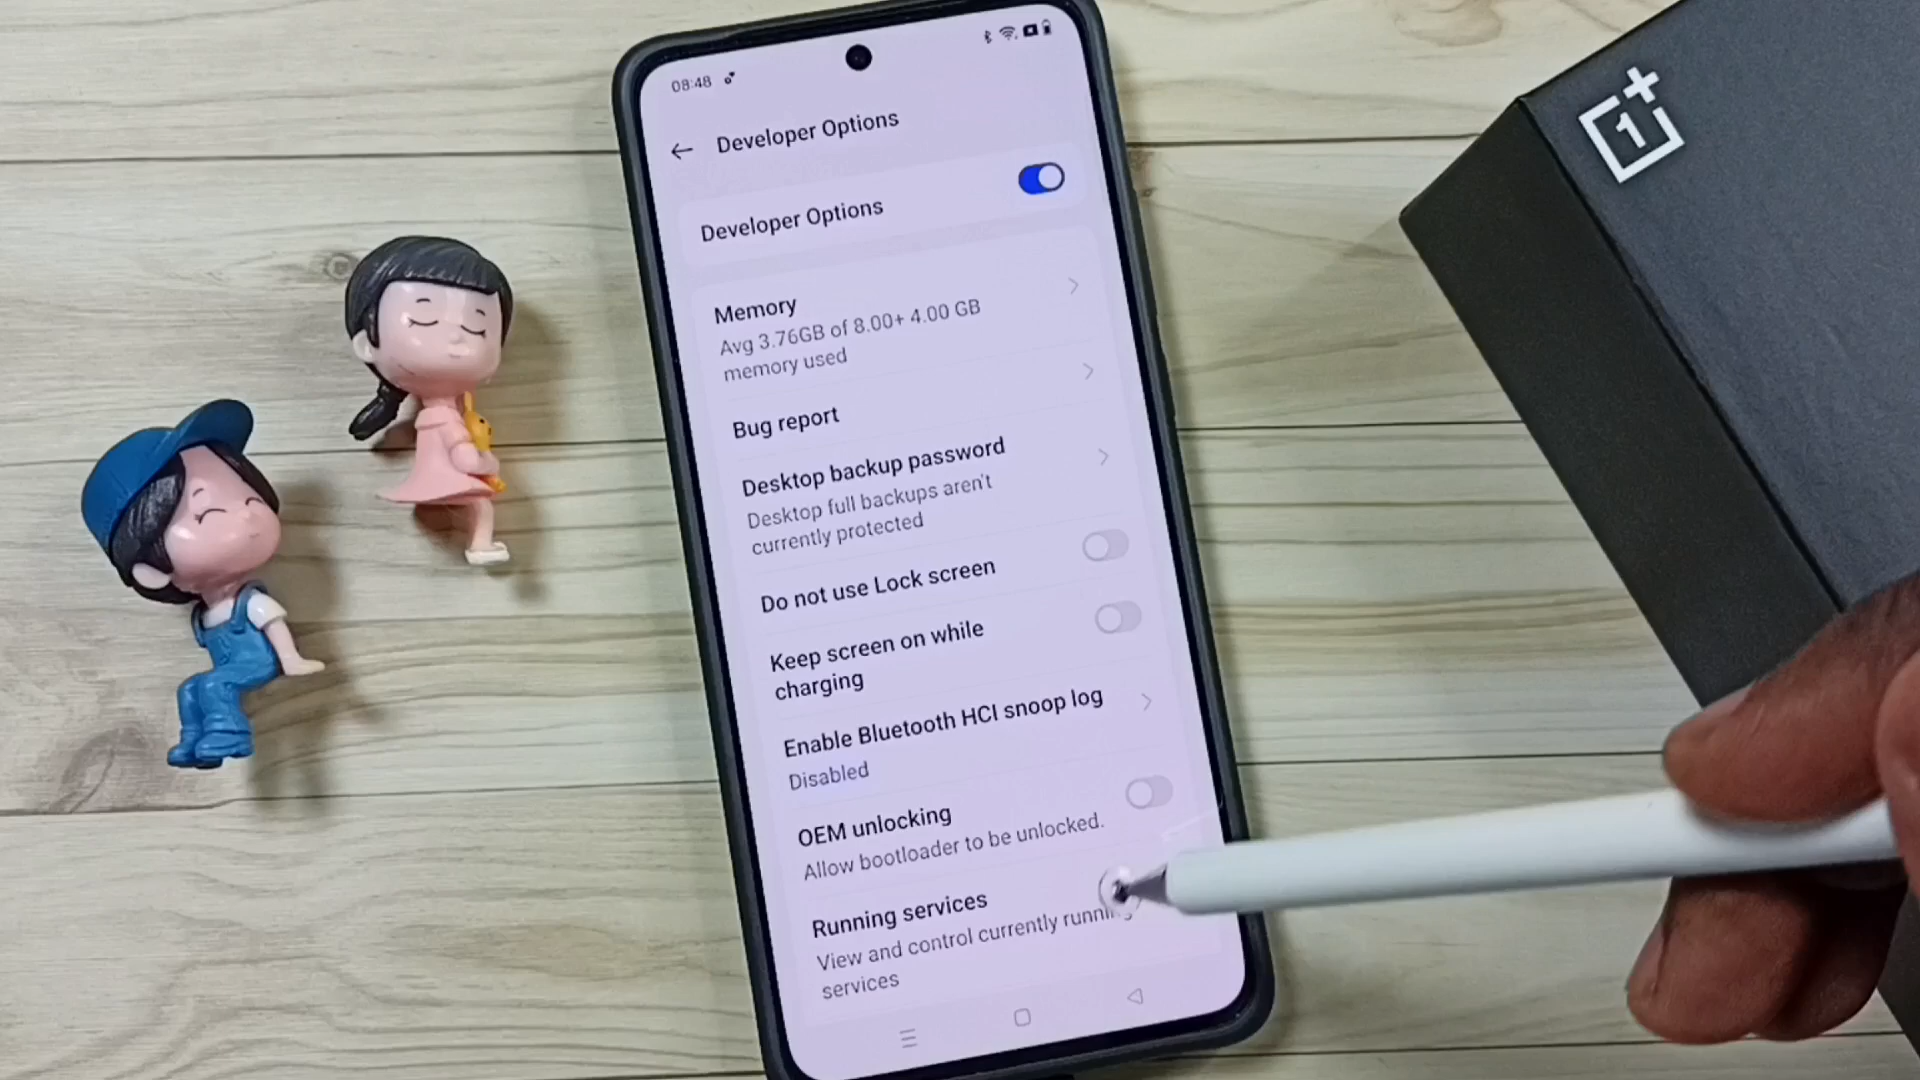 08:48
Developer Options
Developer Options
Memory
Avg 3.76GB of 8.00+ 4.00 GB
memory used
Bug report
Desktop backup password
Desktop full backups aren't
currently protected
Do not use Lock screen
Keep screen on while
charging
Enable Bluetooth HCI snoop log
Disabled
OEM unlocking
Allow bootloader to be unlocked.
Running services
View and control currently
services
1+